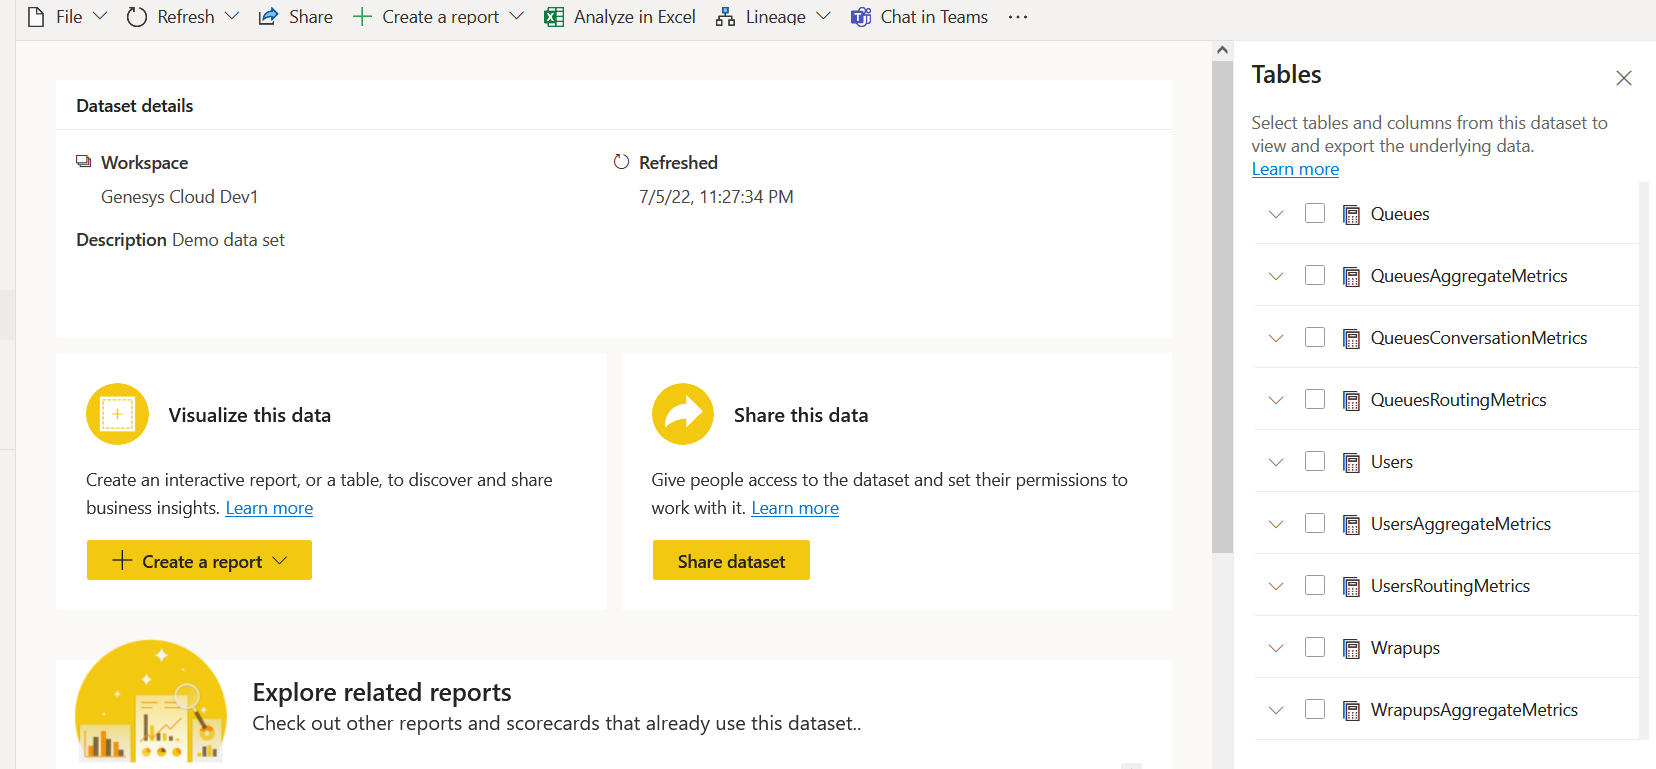 File Refresh Share Create a report Analyze in Excel Lineage Chat in Teams ...
Dataset details
Workspace Refreshed
Genesys Cloud Dev1 7/5/22, 11:27:34 PM
Description Demo data set
Visualize this data
Create an interactive report, or a table, to discover and share
business insights. Learn more
Create a report
Share this data
Give people access to the dataset and set their permissions to
work with it. Learn more
Share dataset
Explore related reports
Check out other reports and scorecards that already use this dataset..
Tables
Select tables and columns from this dataset to
view and export the underlying data.
Learn more
Queues
QueuesAggregateMetrics
QueuesConversationMetrics
QueuesRoutingMetrics
Users
UsersAggregateMetrics
UsersRoutingMetrics
Wrapups
WrapupsAggregateMetrics